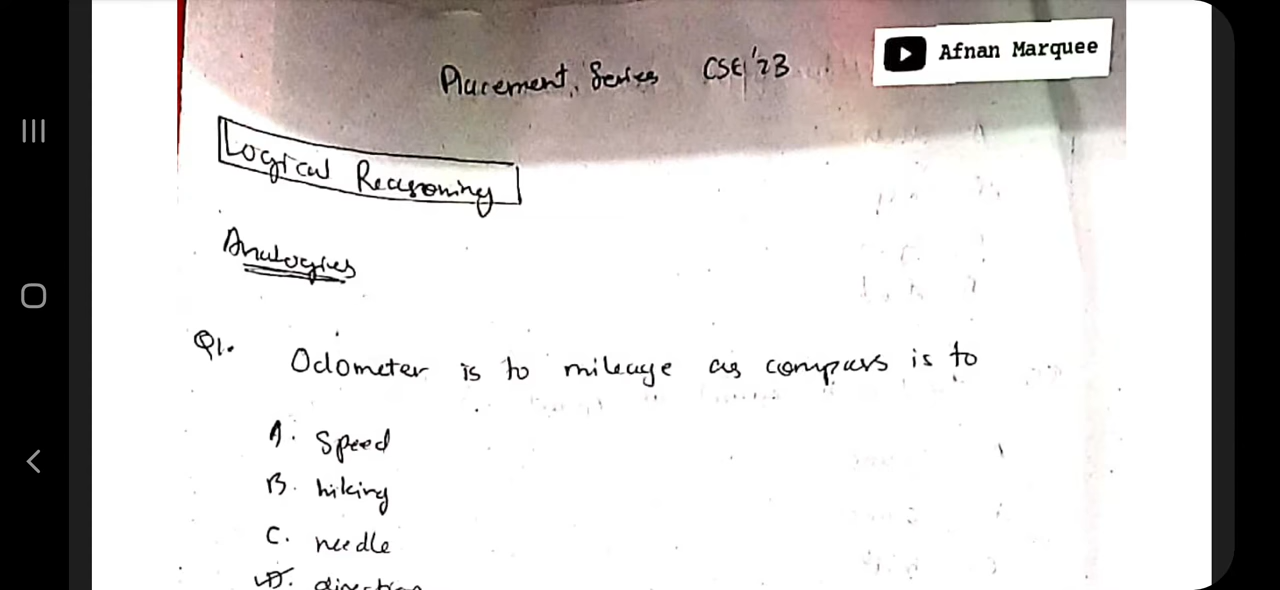 Afnan Marquee
Placement Series CSE'23
Logical Reasoning
Analogies
Q1. Odometer is to mileage as compass is to
A. Speed
B. hiking
C. needle
D. direction